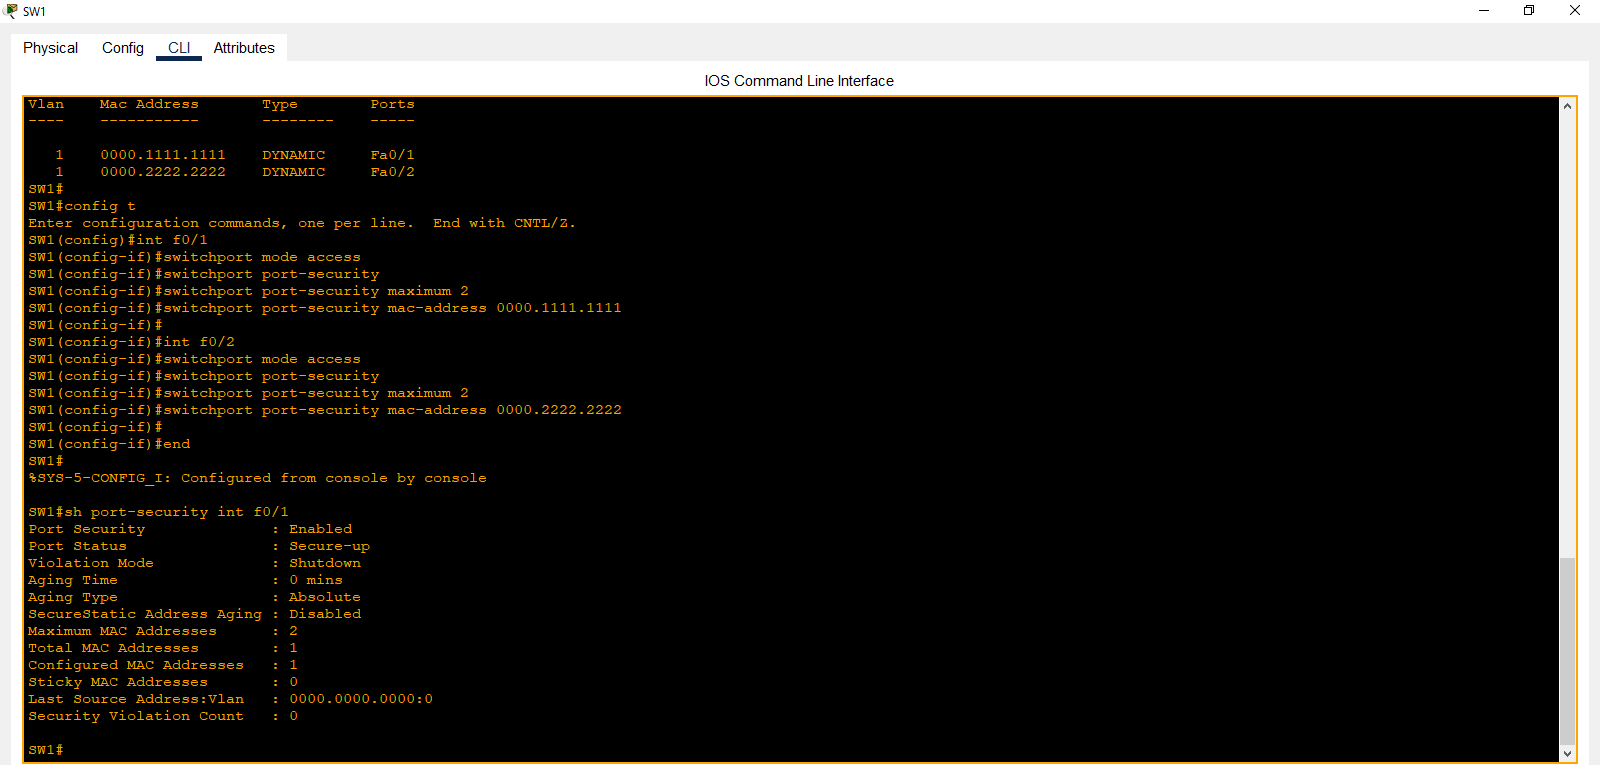 SW1
Physical Config CLI Attributes
IOS Command Line Interface
Vlan    Mac Address       Type        Ports
----    -----------       --------    -----
   1    0000.1111.1111    DYNAMIC     Fa0/1
   1    0000.2222.2222    DYNAMIC     Fa0/2
SW1#
SW1#config t
Enter configuration commands, one per line.  End with CNTL/Z.
SW1(config)#int f0/1
SW1(config-if)#switchport mode access
SW1(config-if)#switchport port-security
SW1(config-if)#switchport port-security maximum 2
SW1(config-if)#switchport port-security mac-address 0000.1111.1111
SW1(config-if)#
SW1(config-if)#int f0/2
SW1(config-if)#switchport mode access
SW1(config-if)#switchport port-security
SW1(config-if)#switchport port-security maximum 2
SW1(config-if)#switchport port-security mac-address 0000.2222.2222
SW1(config-if)#
SW1(config-if)#end
SW1#
%SYS-5-CONFIG_I: Configured from console by console
SW1#sh port-security int f0/1
Port Security              : Enabled
Port Status                : Secure-up
Violation Mode             : Shutdown
Aging Time                 : 0 mins
Aging Type                 : Absolute
SecureStatic Address Aging : Disabled
Maximum MAC Addresses      : 2
Total MAC Addresses        : 1
Configured MAC Addresses   : 1
Sticky MAC Addresses       : 0
Last Source Address:Vlan   : 0000.0000.0000:0
Security Violation Count   : 0
SW1#